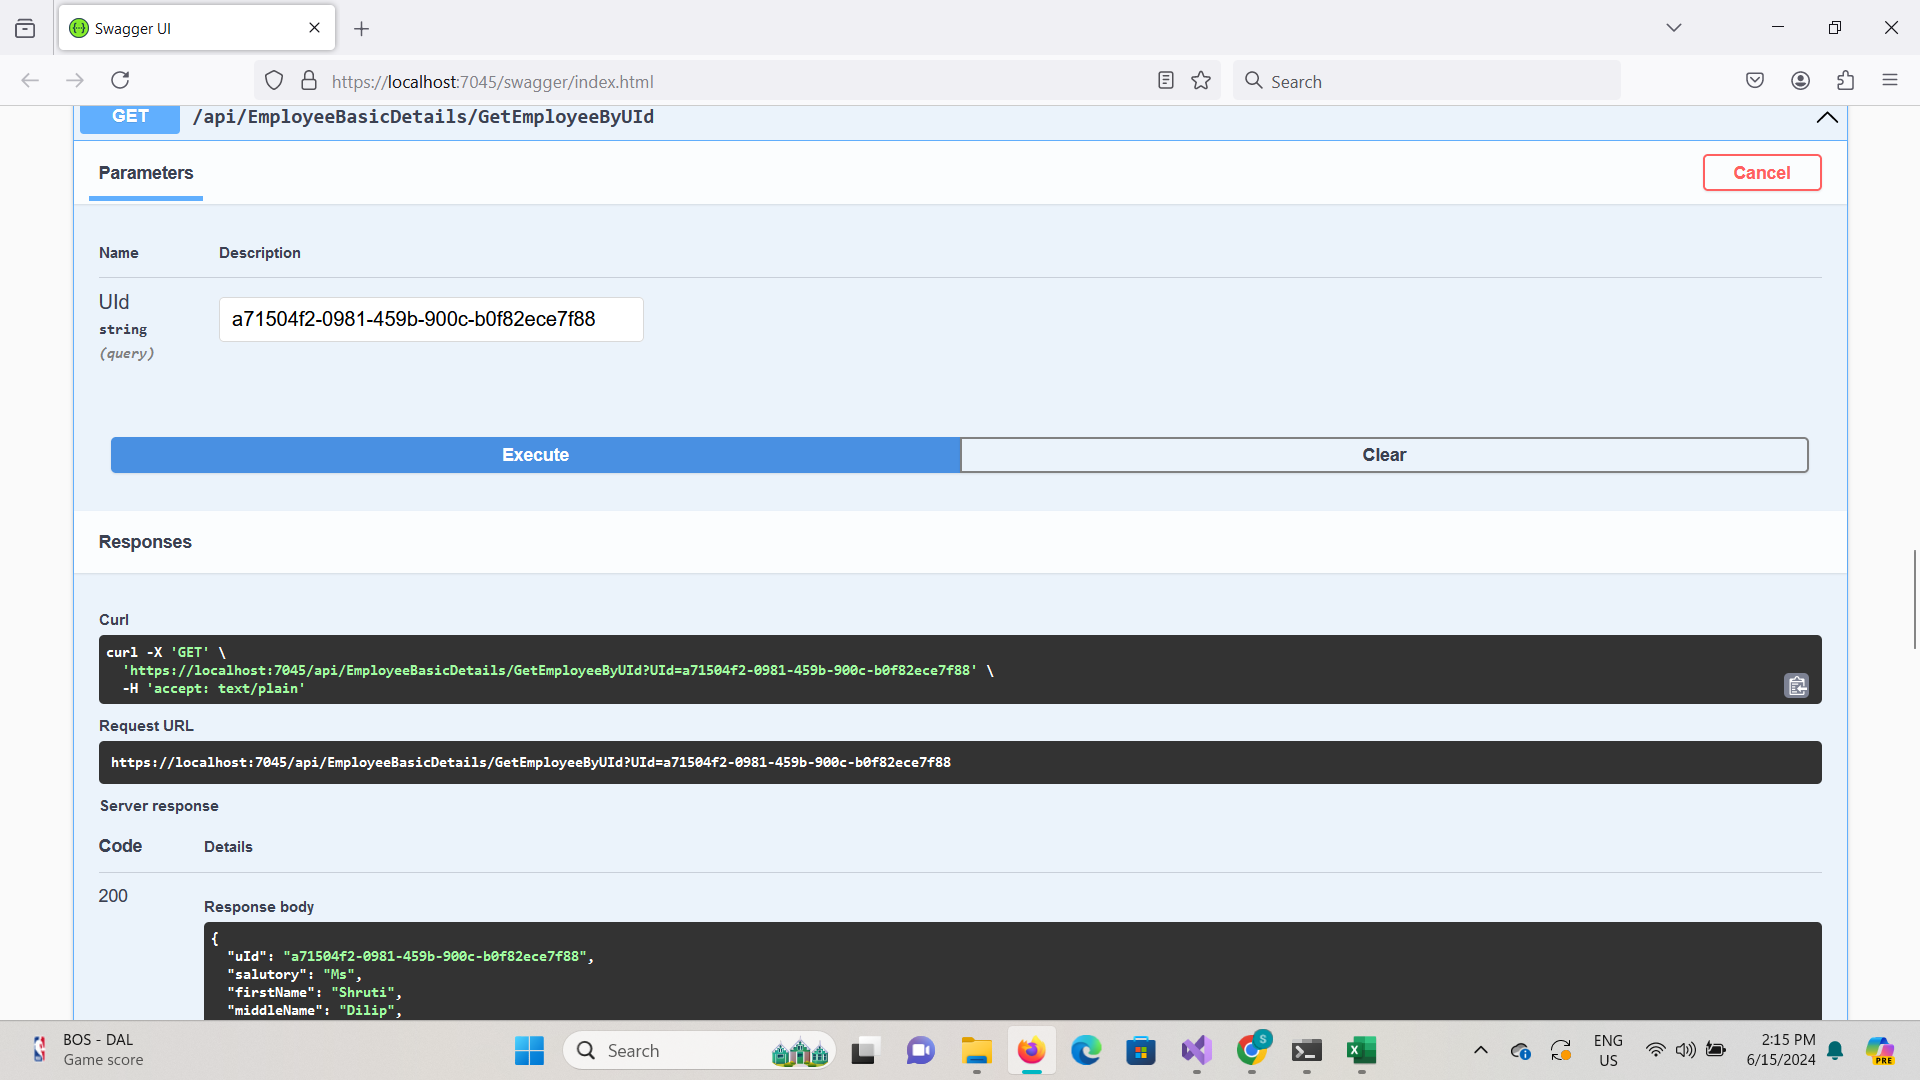 Swagger UI
https://localhost:7045/swagger/index.html
Search
GET /api/EmployeeBasicDetails/GetEmployeeByUId
Parameters
Cancel
Name Description
UId
string
(query)
a71504f2-0981-459b-900c-b0f82ece7f88
Execute
Clear
Responses
Curl
curl -X 'GET' \
'https://localhost:7045/api/EmployeeBasicDetails/GetEmployeeByUId?UId=a71504f2-0981-459b-900c-b0f82ece7f88' \
-H 'accept: text/plain'
Request URL
https://localhost:7045/api/EmployeeBasicDetails/GetEmployeeByUId?UId=a71504f2-0981-459b-900c-b0f82ece7f88
Server response
Code Details
200
Response body
{
"uId": "a71504f2-0981-459b-900c-b0f82ece7f88",
"salutory": "Ms",
"firstName": "Shruti",
"middleName": "Dilip",
BOS - DAL
Game score
Search
S
ENG
US
2:15 PM
6/15/2024
PRE